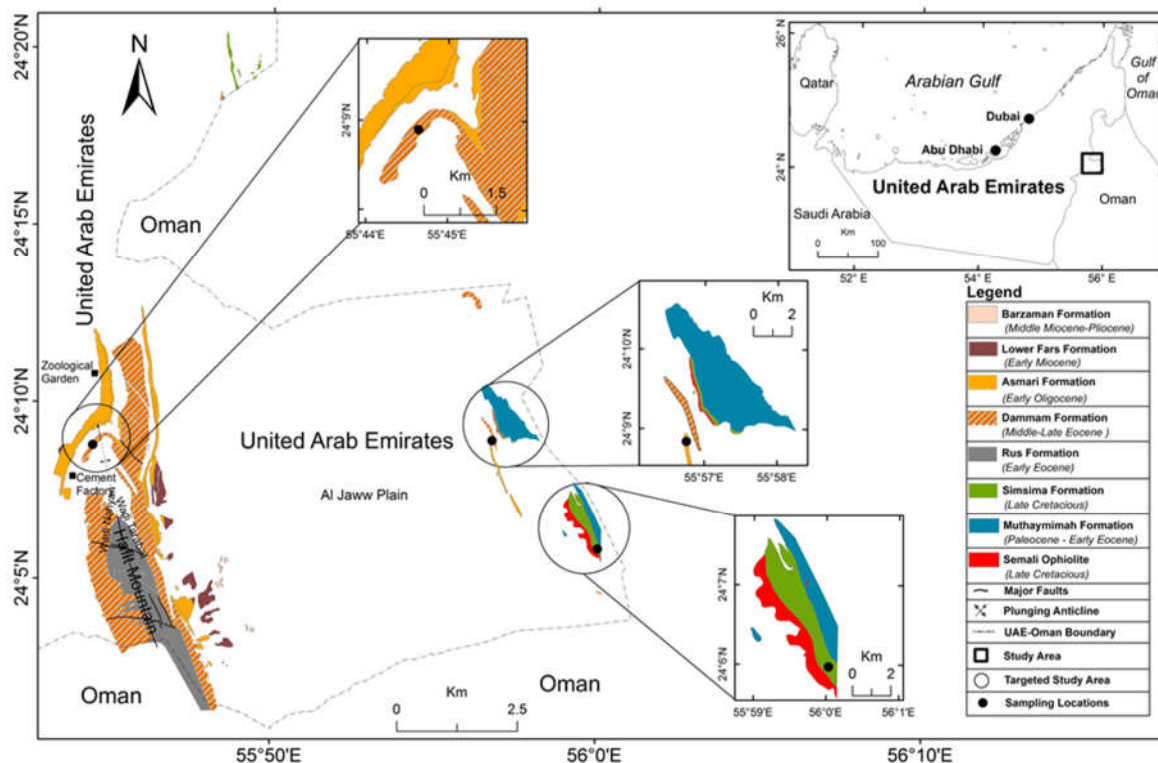 24°20'N
24°15'N
24°10'N
24°5'N
55°50'E
56°0'E
56°10'E
N
United Arab Emirates
Oman
Zoological
Garden
Cement
Factory
Hafit Mountain
United Arab Emirates
Al Jaww Plain
Oman
Oman
Km
0 2.5
24°9'N
Km
0 1.5
55°44'E 55°45'E
Km
0 2
24°10'N
24°9'N
55°57'E 55°58'E
24°7'N
24°6'N
Km
0 2
55°59'E 56°0'E 56°1'E
26° N
24° N
Qatar
Arabian Gulf
Gulf
of
Oman
Dubai
Abu Dhabi
United Arab Emirates
Oman
Saudi Arabia
Km
0 100
52° E 54° E 56° E
Legend
Barzaman Formation
(Middle Miocene-Pliocene)
Lower Fars Formation
(Early Miocene)
Asmari Formation
(Early Oligocene)
Dammam Formation
(Middle-Late Eocene )
Rus Formation
(Early Eocene)
Simsima Formation
(Late Cretacious)
Muthaymimah Formation
(Paleocene - Early Eocene)
Semali Ophiolite
(Late Cretacious)
Major Faults
Plunging Anticline
UAE-Oman Boundary
Study Area
Targeted Study Area
Sampling Locations